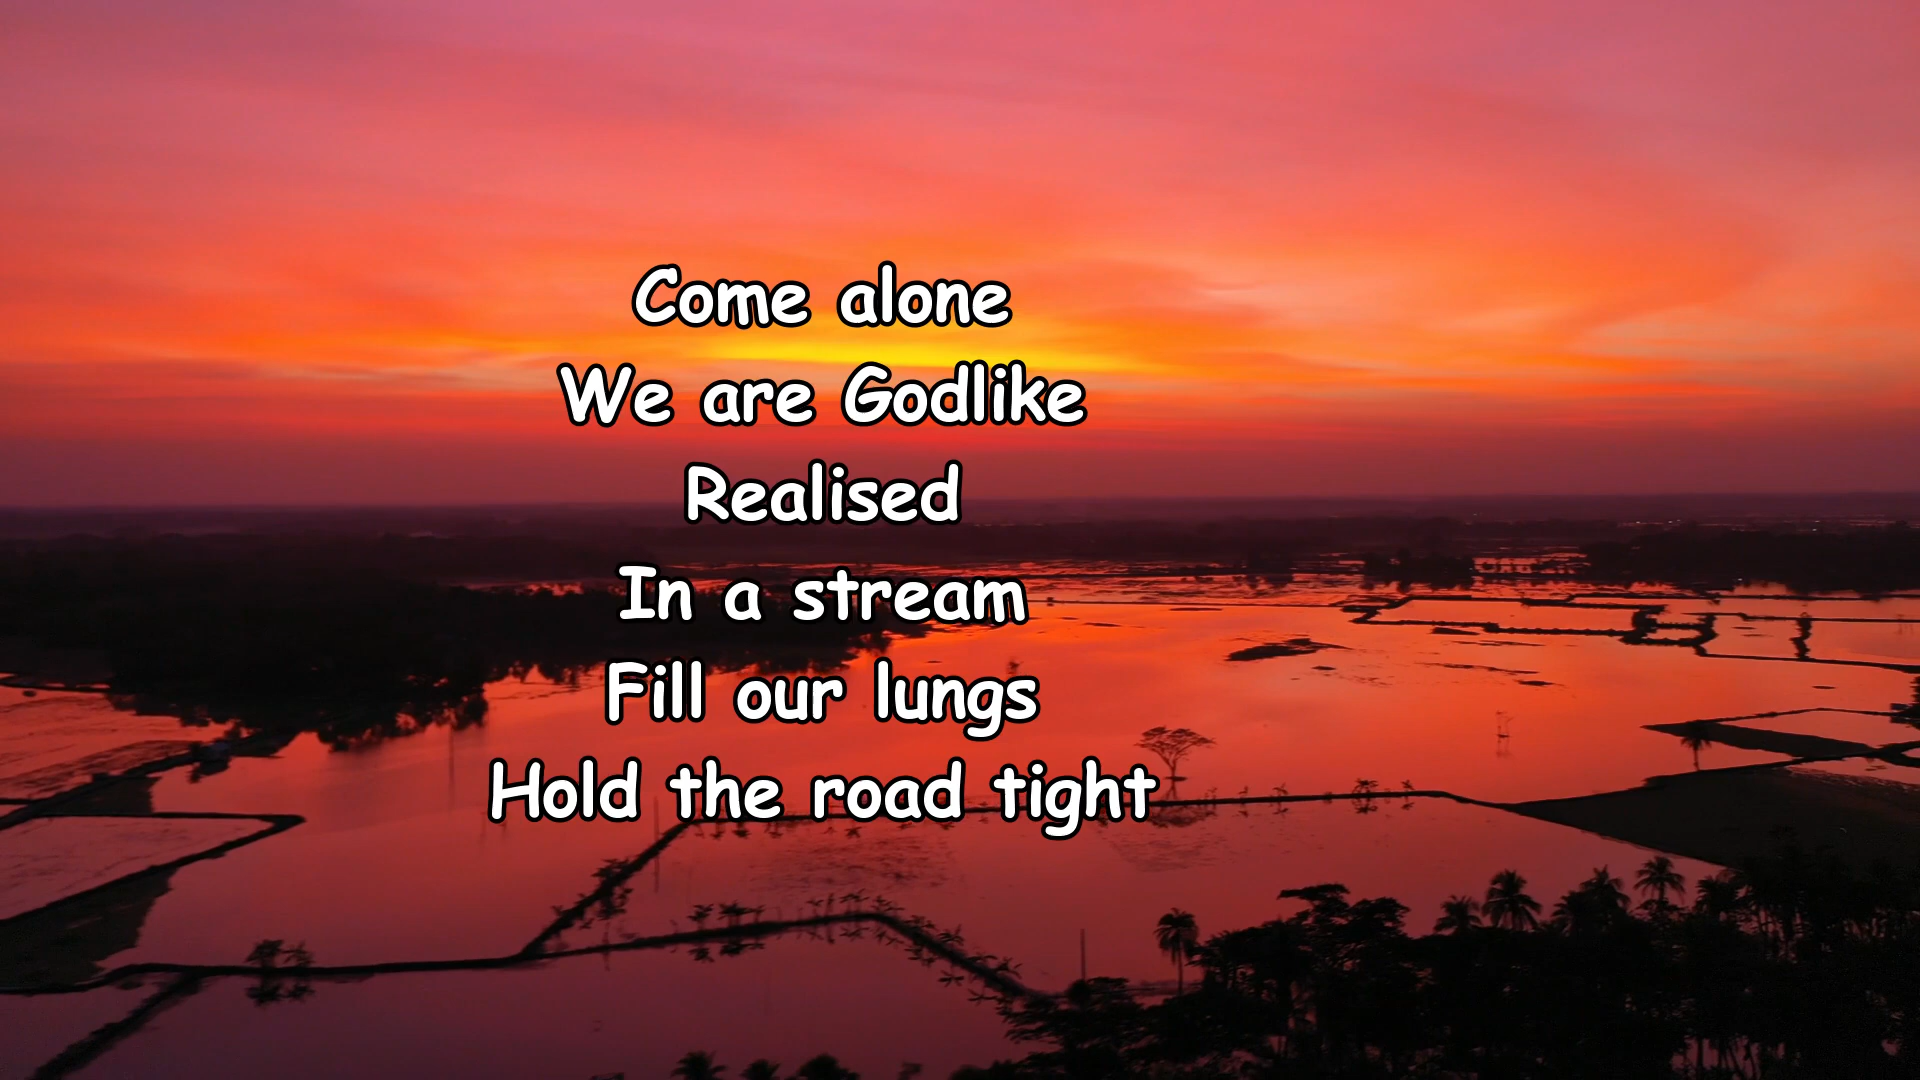 Come alone
We are Godlike
Realised
In a stream
Fill our lungs
Hold the road tight